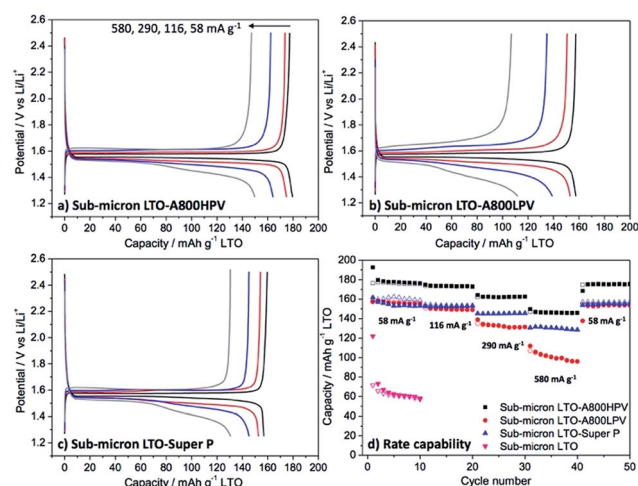 580, 290, 116, 58 mA g⁻¹
2.6
2.4
2.2
2.0
1.8
1.6
1.4
1.2
Potential / V vs Li/Li⁺
a) Sub-micron LTO-A800HPV
0 20 40 60 80 100 120 140 160 180 200
Capacity / mAh g⁻¹ LTO
2.6
2.4
2.2
2.0
1.8
1.6
1.4
1.2
Potential / V vs Li/Li⁺
b) Sub-micron LTO-A800LPV
0 20 40 60 80 100 120 140 160 180 200
Capacity / mAh g⁻¹ LTO
2.6
2.4
2.2
2.0
1.8
1.6
1.4
1.2
Potential / V vs Li/Li⁺
c) Sub-micron LTO-Super P
0 20 40 60 80 100 120 140 160 180 200
Capacity / mAh g⁻¹ LTO
200
180
160
140
120
100
80
60
40
20
0
Capacity / mAh g⁻¹ LTO
58 mA g⁻¹
116 mA g⁻¹
290 mA g⁻¹
580 mA g⁻¹
58 mA g⁻¹
Sub-micron LTO-A800HPV
Sub-micron LTO-A800LPV
Sub-micron LTO-Super P
Sub-micron LTO
d) Rate capability
0 10 20 30 40 50
Cycle number